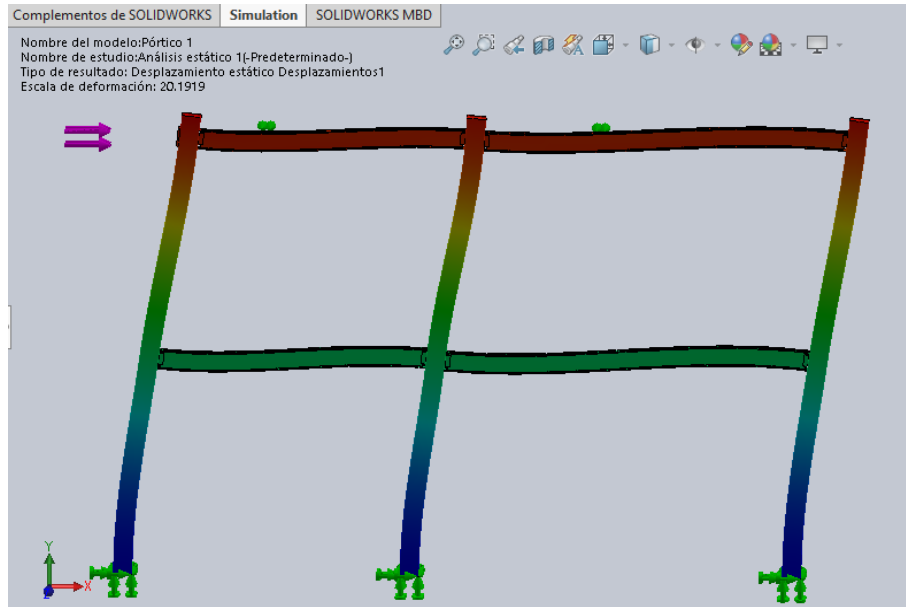 Complementos de SOLIDWORKS Simulation SOLIDWORKS MBD
Nombre del modelo:Pórtico 1
Nombre de estudio:Análisis estático 1(-Predeterminado-)
Tipo de resultado: Desplazamiento estático Desplazamientos1
Escala de deformación: 20.1919
Y
X
Z